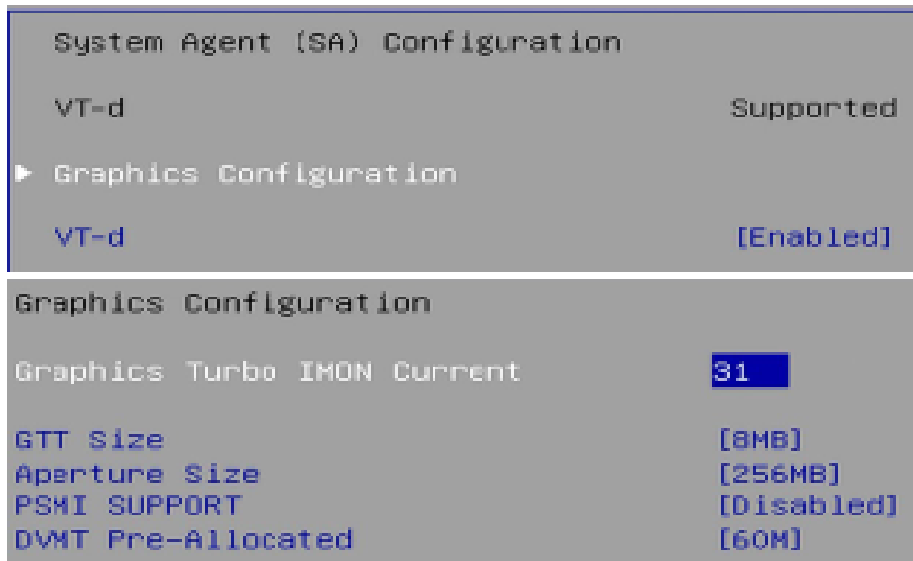 System Agent (SA) Configuration
VT-d Supported
Graphics Configuration
VT-d [Enabled]
Graphics Configuration
Graphics Turbo IMON Current 31
GTT Size [8MB]
Aperture Size [256MB]
PSMI SUPPORT [Disabled]
DVMT Pre-Allocated [60M]